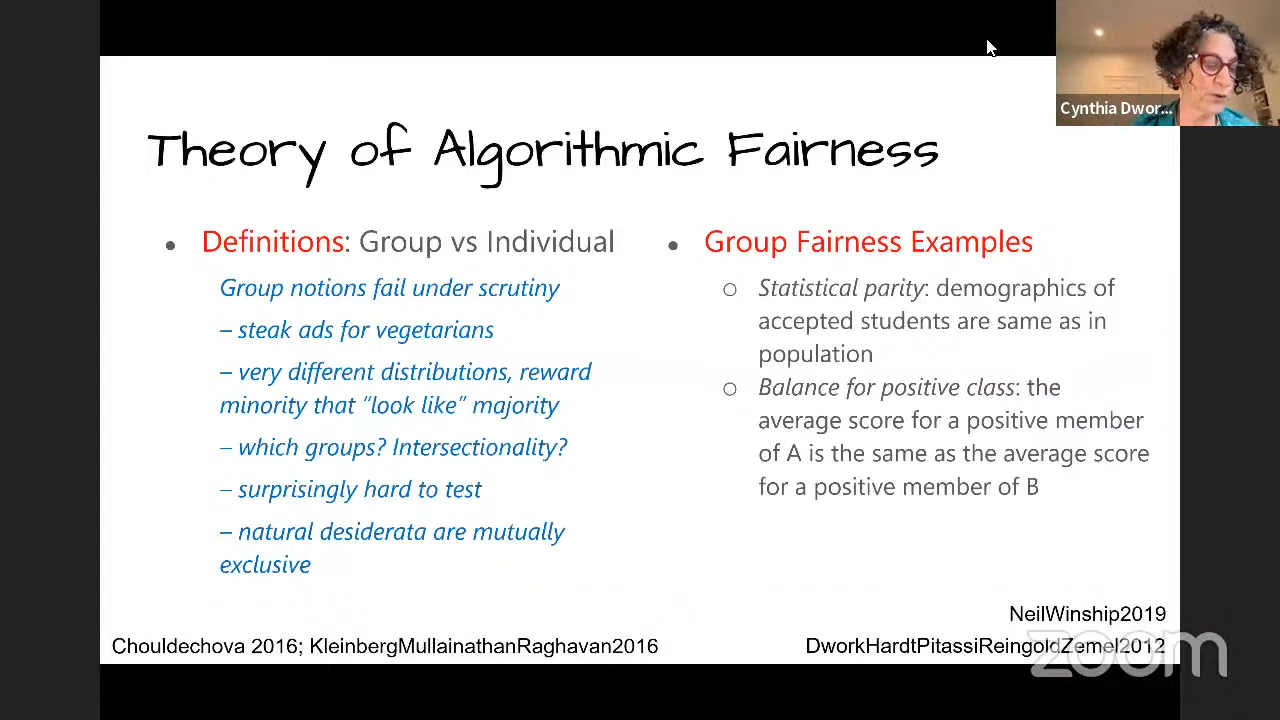 Cynthia Dwor...
Theory of Algorithmic Fairness
• Definitions: Group vs Individual
Group notions fail under scrutiny
– steak ads for vegetarians
– very different distributions, reward
minority that “look like” majority
– which groups? Intersectionality?
– surprisingly hard to test
– natural desiderata are mutually
exclusive
• Group Fairness Examples
○ Statistical parity: demographics of
accepted students are same as in
population
○ Balance for positive class: the
average score for a positive member
of A is the same as the average score
for a positive member of B
NeilWinship2019
Chouldechova 2016; KleinbergMullainathanRaghavan2016
DworkHardtPitassiReingoldZemel2012
zoom